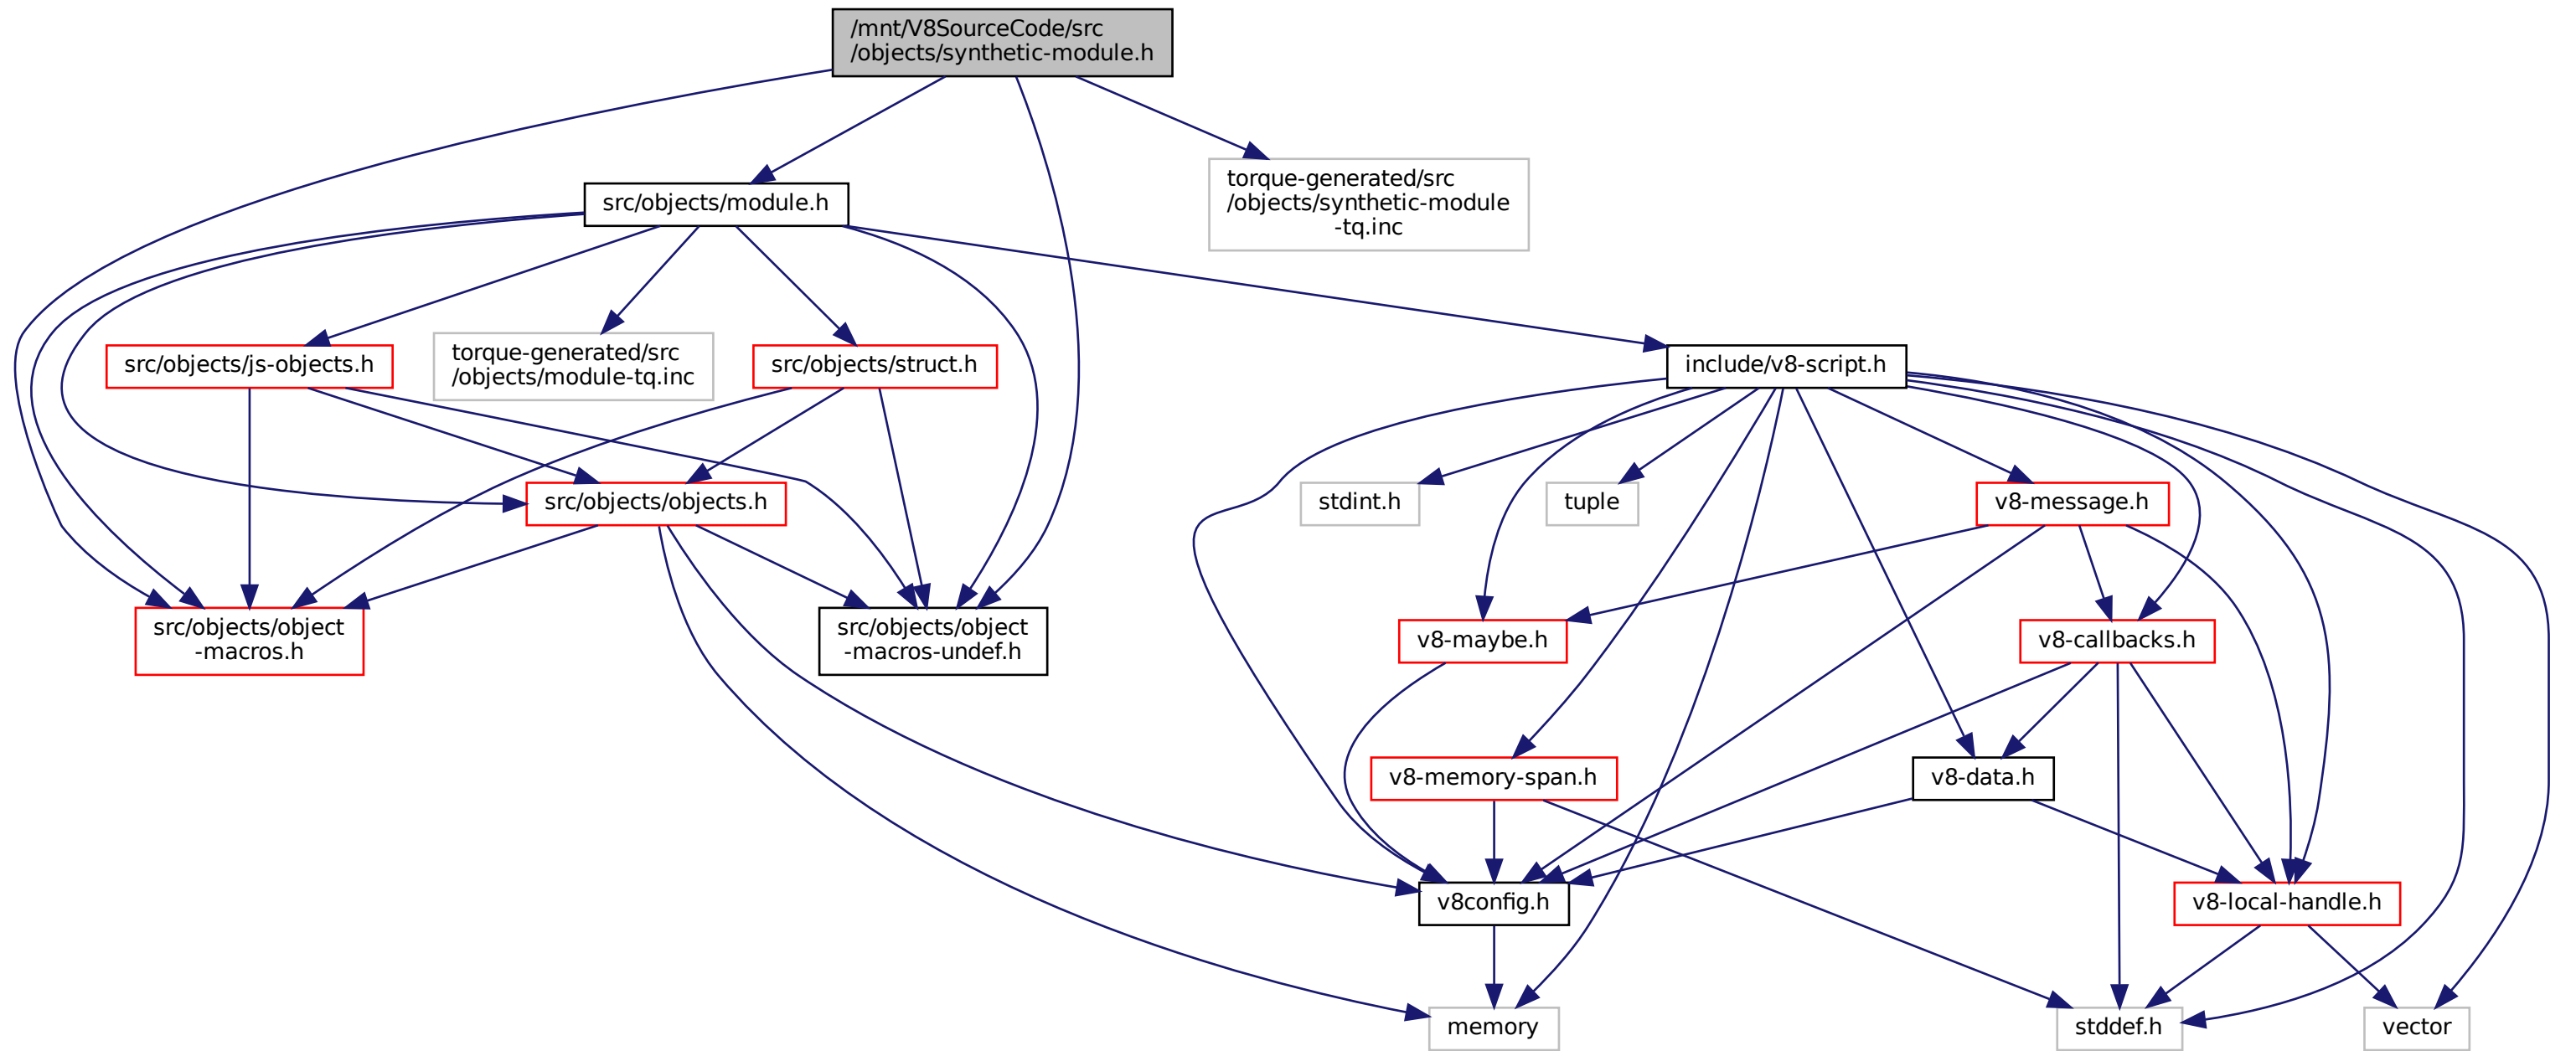 /mnt/V8SourceCode/src
/objects/synthetic-module.h
torque-generated/src
/objects/synthetic-module
-tq.inc
src/objects/module.h
src/objects/js-objects.h
torque-generated/src
/objects/module-tq.inc
src/objects/struct.h
include/v8-script.h
src/objects/objects.h
stdint.h
tuple
v8-message.h
src/objects/object
-macros.h
src/objects/object
-macros-undef.h
v8-maybe.h
v8-callbacks.h
v8-memory-span.h
v8-data.h
v8config.h
v8-local-handle.h
memory
stddef.h
vector